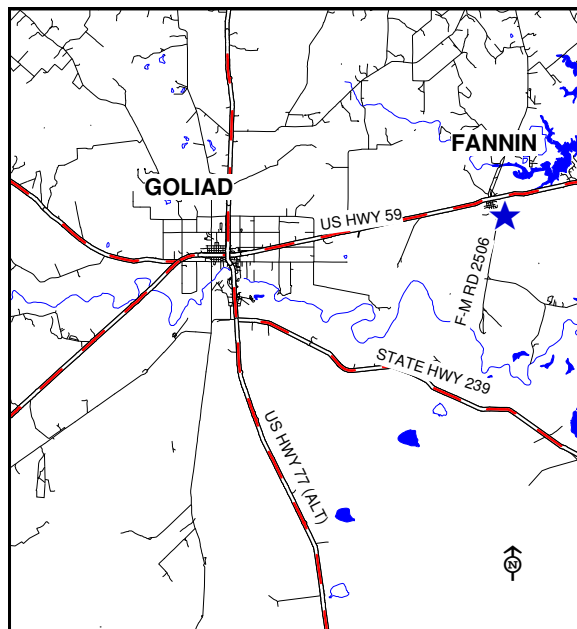 FANNIN
GOLIAD
US HWY 59
F-M RD 2506
STATE HWY 239
US HWY 77 (ALT)
N